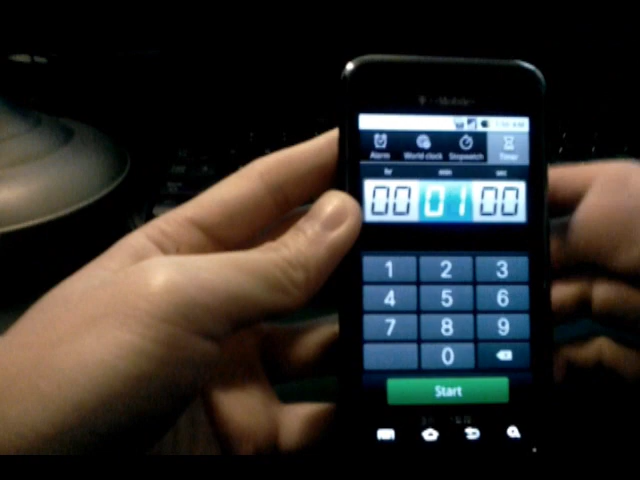 T··Mobile·
Alarm World clock Stopwatch Timer
hr min sec
00 01 00
1 2 3
4 5 6
7 8 9
0
Start